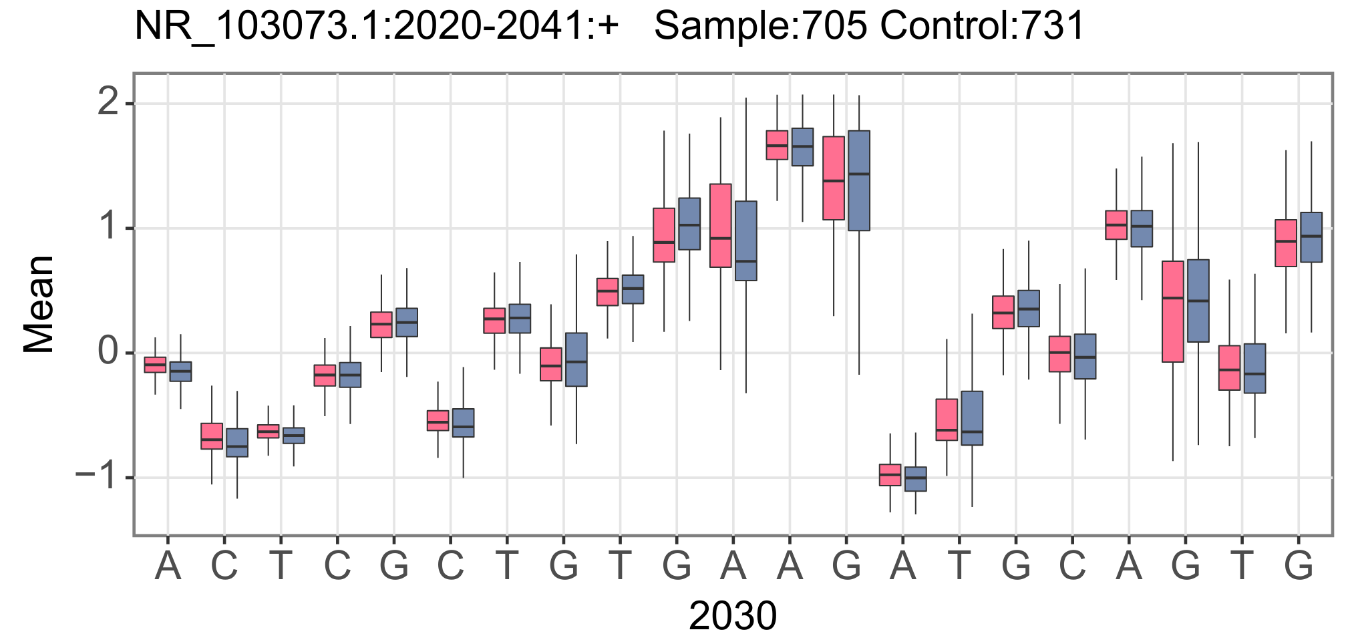 NR_103073.1:2020-2041:+ Sample:705 Control:731
Mean
2
1
0
−1
A C T C G C T G T G A A G A T G C A G T G
2030